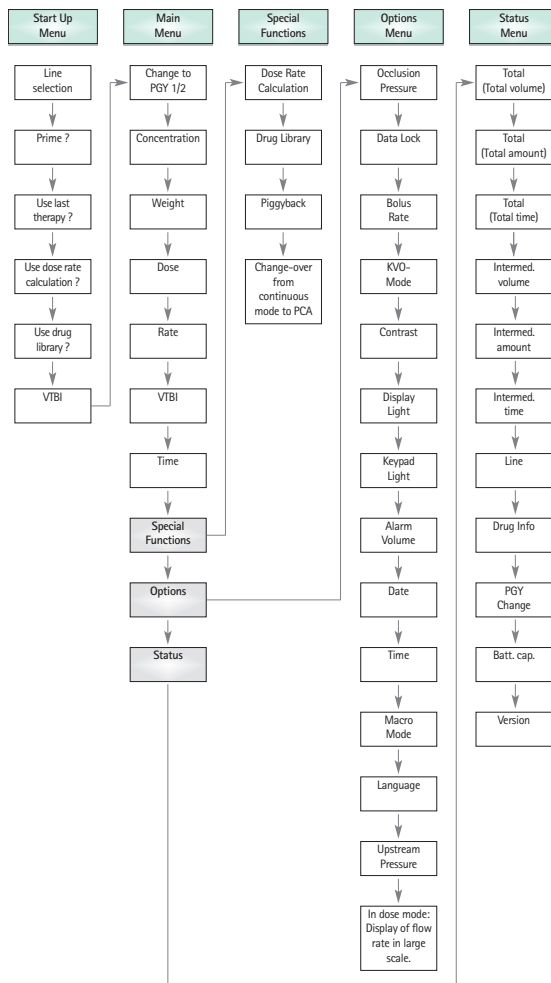 Start Up
Menu
Line
selection
Prime ?
Use last
therapy ?
Use dose rate
calculation ?
Use drug
library ?
VTBI
Main
Menu
Change to
PGY 1/2
Concentration
Weight
Dose
Rate
VTBI
Time
Special
Functions
Options
Status
Special
Functions
Dose Rate
Calculation
Drug Library
Piggyback
Change-over
from
continuous
mode to PCA
Options
Menu
Occlusion
Pressure
Data Lock
Bolus
Rate
KVO-
Mode
Contrast
Display
Light
Keypad
Light
Alarm
Volume
Date
Time
Macro
Mode
Language
Upstream
Pressure
In dose mode:
Display of flow
rate in large
scale.
Status
Menu
Total
(Total volume)
Total
(Total amount)
Total
(Total time)
Intermed.
volume
Intermed.
amount
Intermed.
time
Line
Drug Info
PGY
Change
Batt. cap.
Version